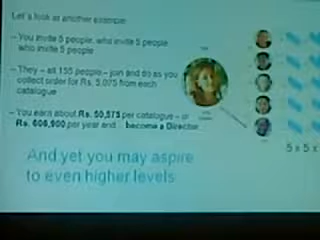 Let's look at another example
– You invite 5 people, who invite 5 people
who invite 5 people
– They – all 155 people – join and do as you
collect order for Rs. 5,075 from each
catalogue
– You earn about Rs. 50,575 per catalogue – or
Rs. 606,900 per year and become a Director
And yet you may aspire
to even higher levels
5 x 5 x